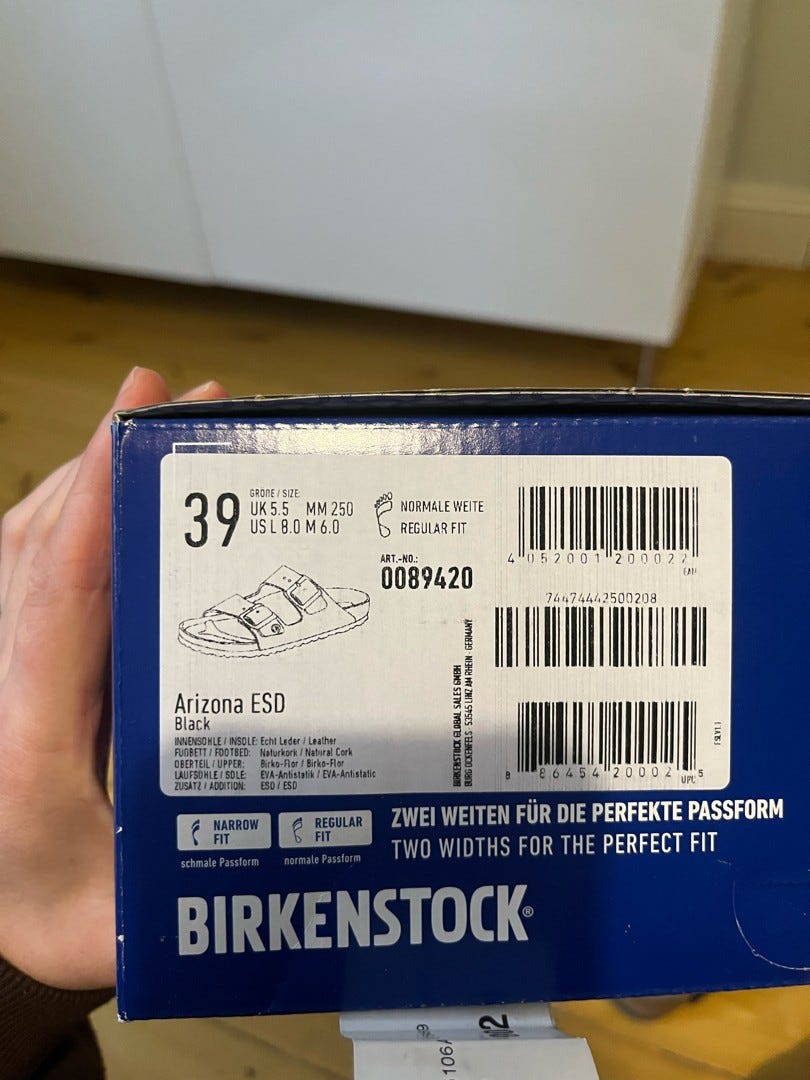 39
GRÖßE / SIZE:
UK 5.5 MM 250
US L 8.0 M 6.0
NORMALE WEITE
REGULAR FIT
ART.-NO.:
0089420
4 052001 200022
EAN
74474442500208
8 86454 20002 5
UPC
FSLV1.1
BIRKENSTOCK GLOBAL SALES GMBH
BURG OCKENFELS · 53545 LINZ AM RHEIN · GERMANY
Arizona ESD
Black
INNENSOHLE / INSOLE: Echt Leder / Leather
FUßBETT / FOOTBED: Naturkork / Natural Cork
OBERTEIL / UPPER: Birko-Flor / Birko-Flor
LAUFSOHLE / SOLE: EVA-Antistatik / EVA-Antistatic
ZUSATZ / ADDITION: ESD / ESD
NARROW FIT
schmale Passform
REGULAR FIT
normale Passform
ZWEI WEITEN FÜR DIE PERFEKTE PASSFORM
TWO WIDTHS FOR THE PERFECT FIT
BIRKENSTOCK®